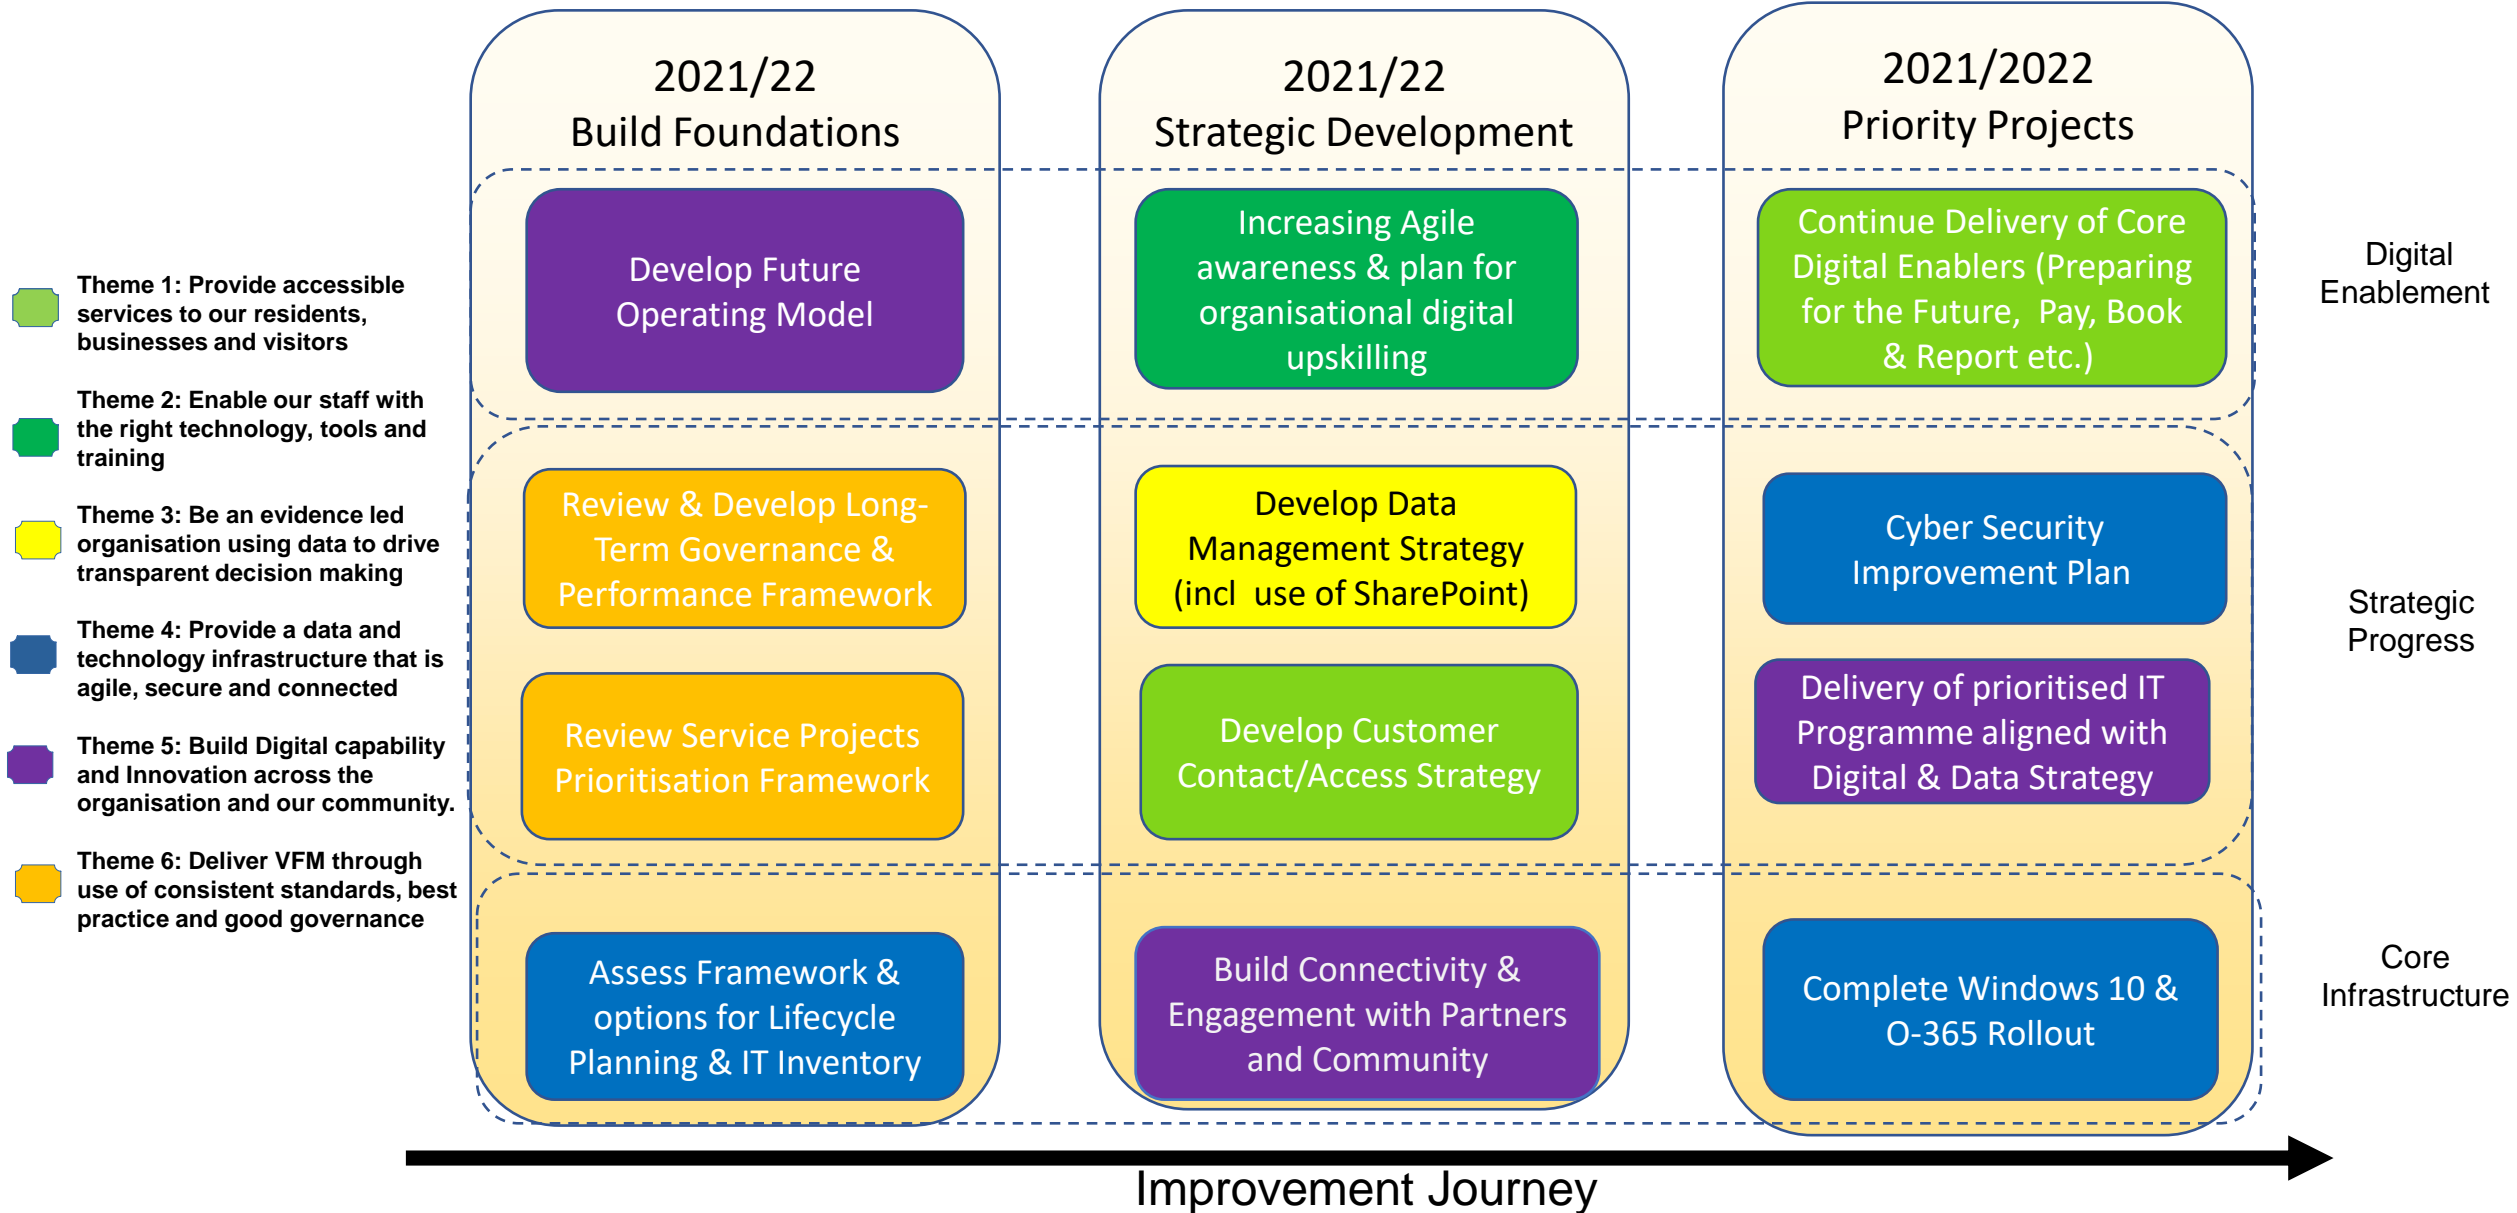 2021/22
Build Foundations
2021/22
Strategic Development
2021/2022
Priority Projects
Theme 1: Provide accessible
services to our residents,
businesses and visitors
Theme 2: Enable our staff with
the right technology, tools and
training
Theme 3: Be an evidence led
organisation using data to drive
transparent decision making
Theme 4: Provide a data and
technology infrastructure that is
agile, secure and connected
Theme 5: Build Digital capability
and Innovation across the
organisation and our community.
Theme 6: Deliver VFM through
use of consistent standards, best
practice and good governance
Develop Future
Operating Model
Increasing Agile
awareness & plan for
organisational digital
upskilling
Continue Delivery of Core
Digital Enablers (Preparing
for the Future, Pay, Book
& Report etc.)
Digital
Enablement
Review & Develop Long-
Term Governance &
Performance Framework
Develop Data
Management Strategy
(incl use of SharePoint)
Cyber Security
Improvement Plan
Review Service Projects
Prioritisation Framework
Develop Customer
Contact/Access Strategy
Delivery of prioritised IT
Programme aligned with
Digital & Data Strategy
Strategic
Progress
Assess Framework &
options for Lifecycle
Planning & IT Inventory
Build Connectivity &
Engagement with Partners
and Community
Complete Windows 10 &
O-365 Rollout
Core
Infrastructure
Improvement Journey